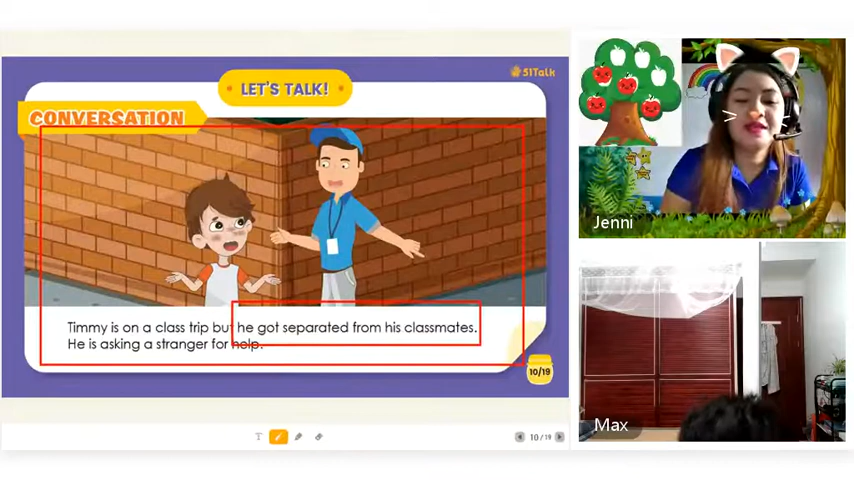 LET'S TALK!
51Talk
CONVERSATION
Timmy is on a class trip but he got separated from his classmates.
He is asking a stranger for help.
10/19
T
10/19
Jenni
Max